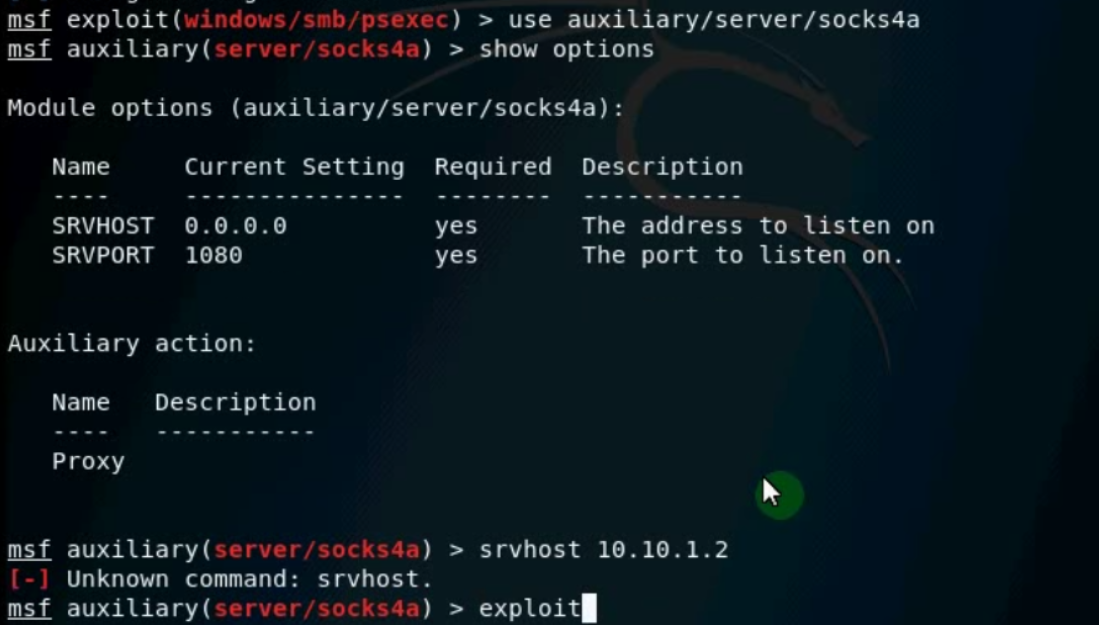 msf exploit(windows/smb/psexec) > use auxiliary/server/socks4a
msf auxiliary(server/socks4a) > show options
Module options (auxiliary/server/socks4a):
Name Current Setting Required Description
---- --------------- -------- -----------
SRVHOST 0.0.0.0 yes The address to listen on
SRVPORT 1080 yes The port to listen on.
Auxiliary action:
Name Description
---- -----------
Proxy
msf auxiliary(server/socks4a) > srvhost 10.10.1.2
[-] Unknown command: srvhost.
msf auxiliary(server/socks4a) > exploit